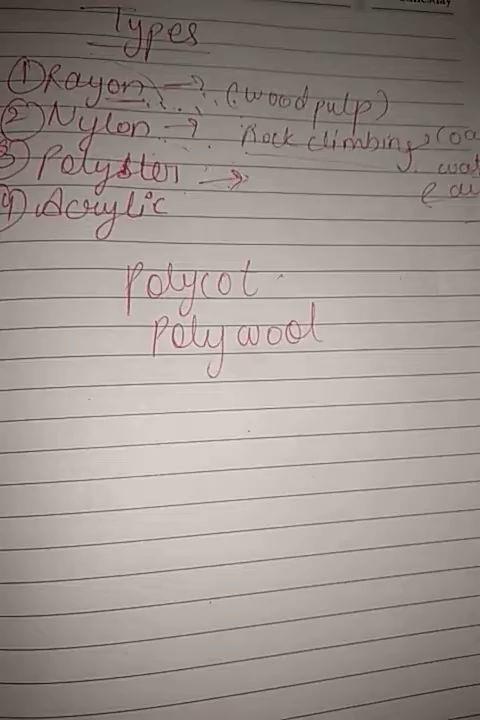 Types
① Rayon → (wood pulp)
② Nylon → Rock climbing,
③ Polyster →
④ Acrylic
Polycot
Polywool